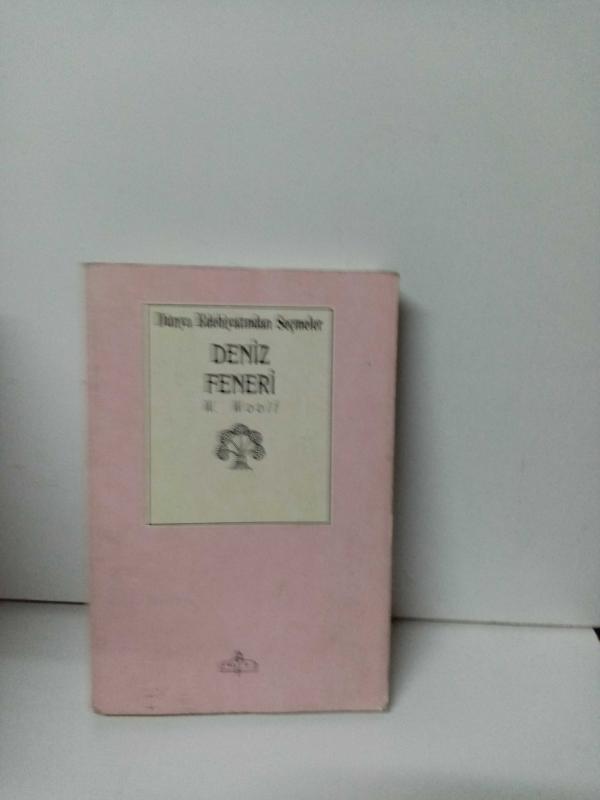 Dünya Edebiyatından Seçmeler
DENİZ
FENERİ
W. Woolf